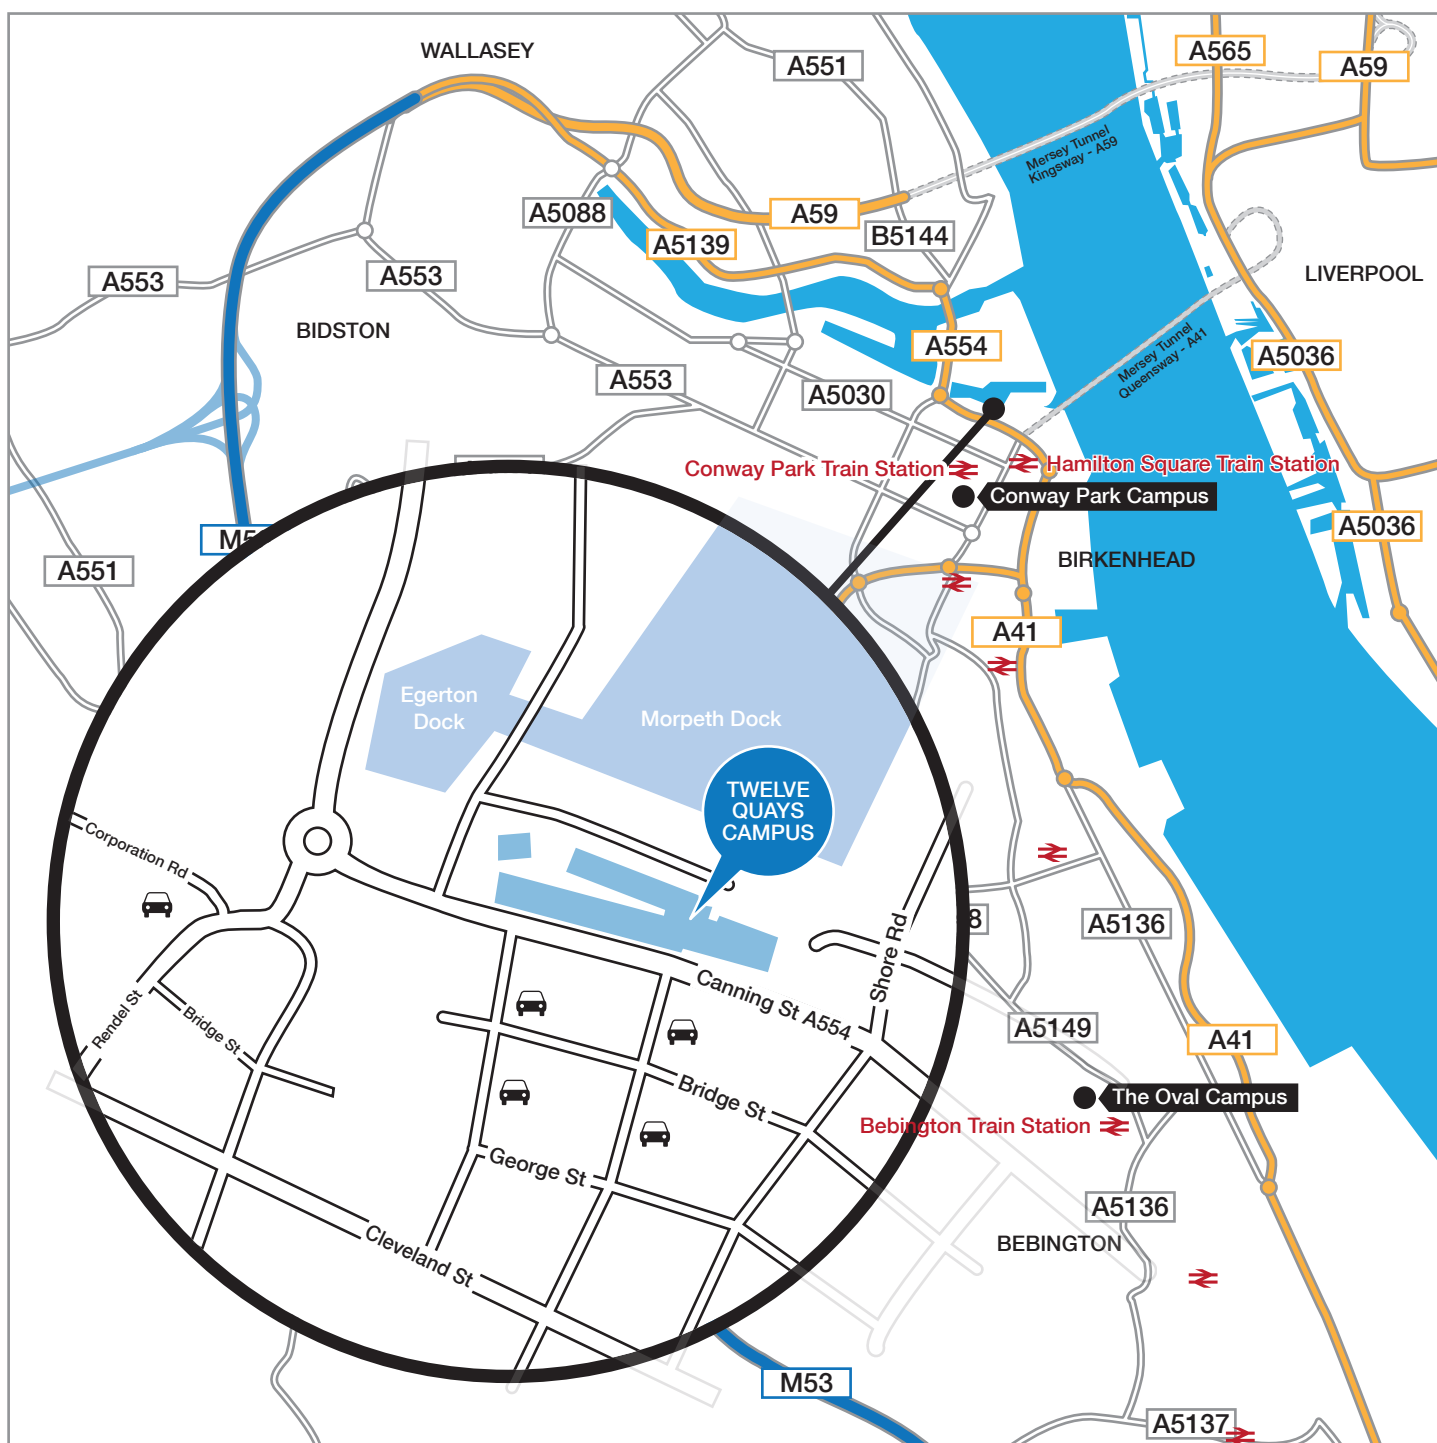 WALLASEY
A551
A565
A59
Mersey Tunnel
Kingsway - A59
A5088
A59
A5139
B5144
A553
A553
LIVERPOOL
BIDSTON
A554
Mersey Tunnel
Queensway - A41
A5036
A553
A5030
Conway Park Train Station
Hamilton Square Train Station
Conway Park Campus
A5036
M5
A551
BIRKENHEAD
A41
Egerton
Dock
Morpeth Dock
TWELVE
QUAYS
CAMPUS
Corporation Rd
8
A5136
Shore Rd
Canning St A554
Rendel St
Bridge St
A5149
A41
Bridge St
The Oval Campus
Bebington Train Station
George St
A5136
Cleveland St
BEBINGTON
M53
A5137